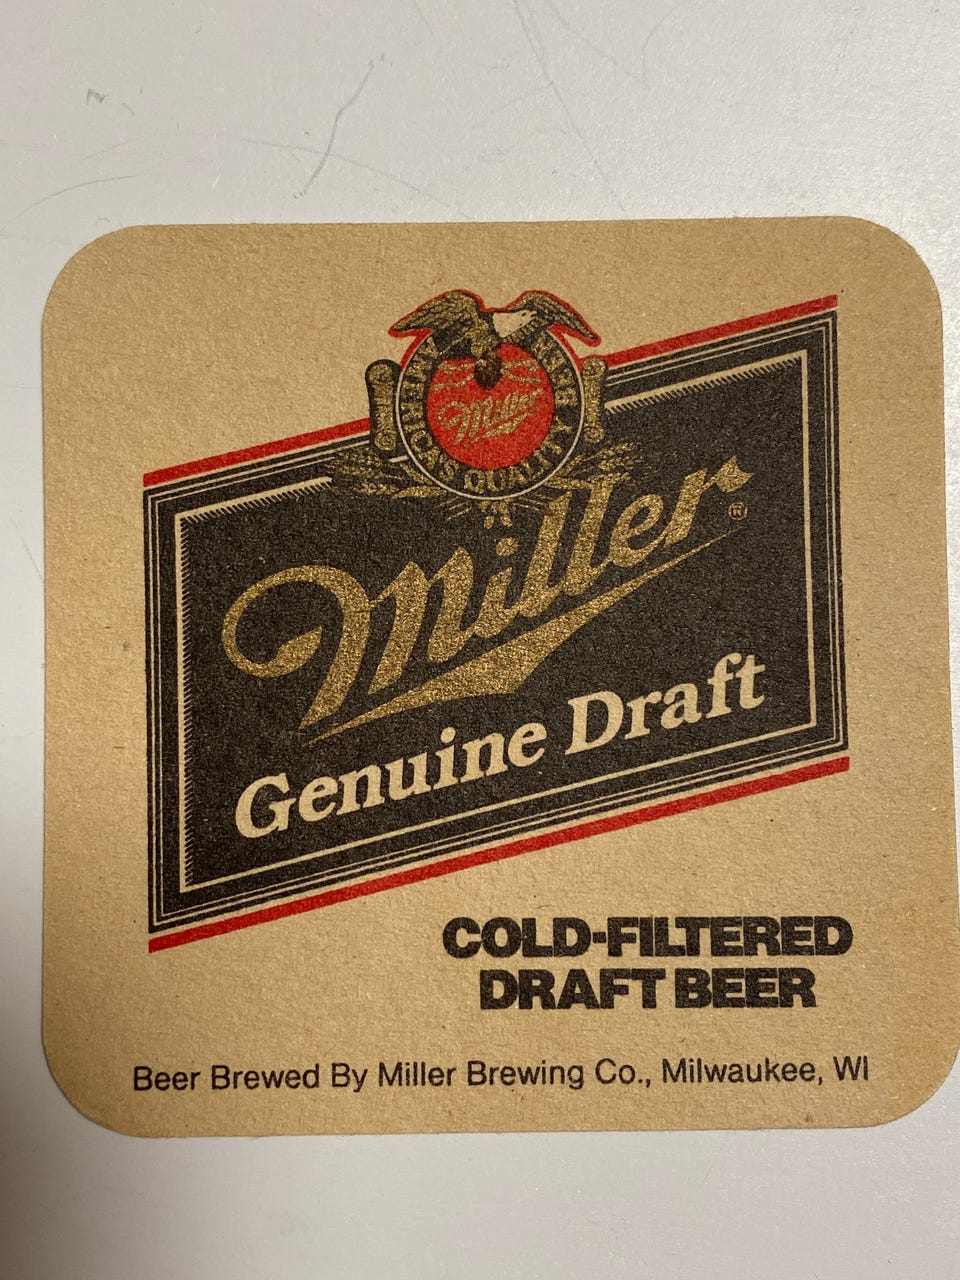 AMERICA'S QUALITY BEER
Miller
Miller®
Genuine Draft
COLD-FILTERED
DRAFT BEER
Beer Brewed By Miller Brewing Co., Milwaukee, WI